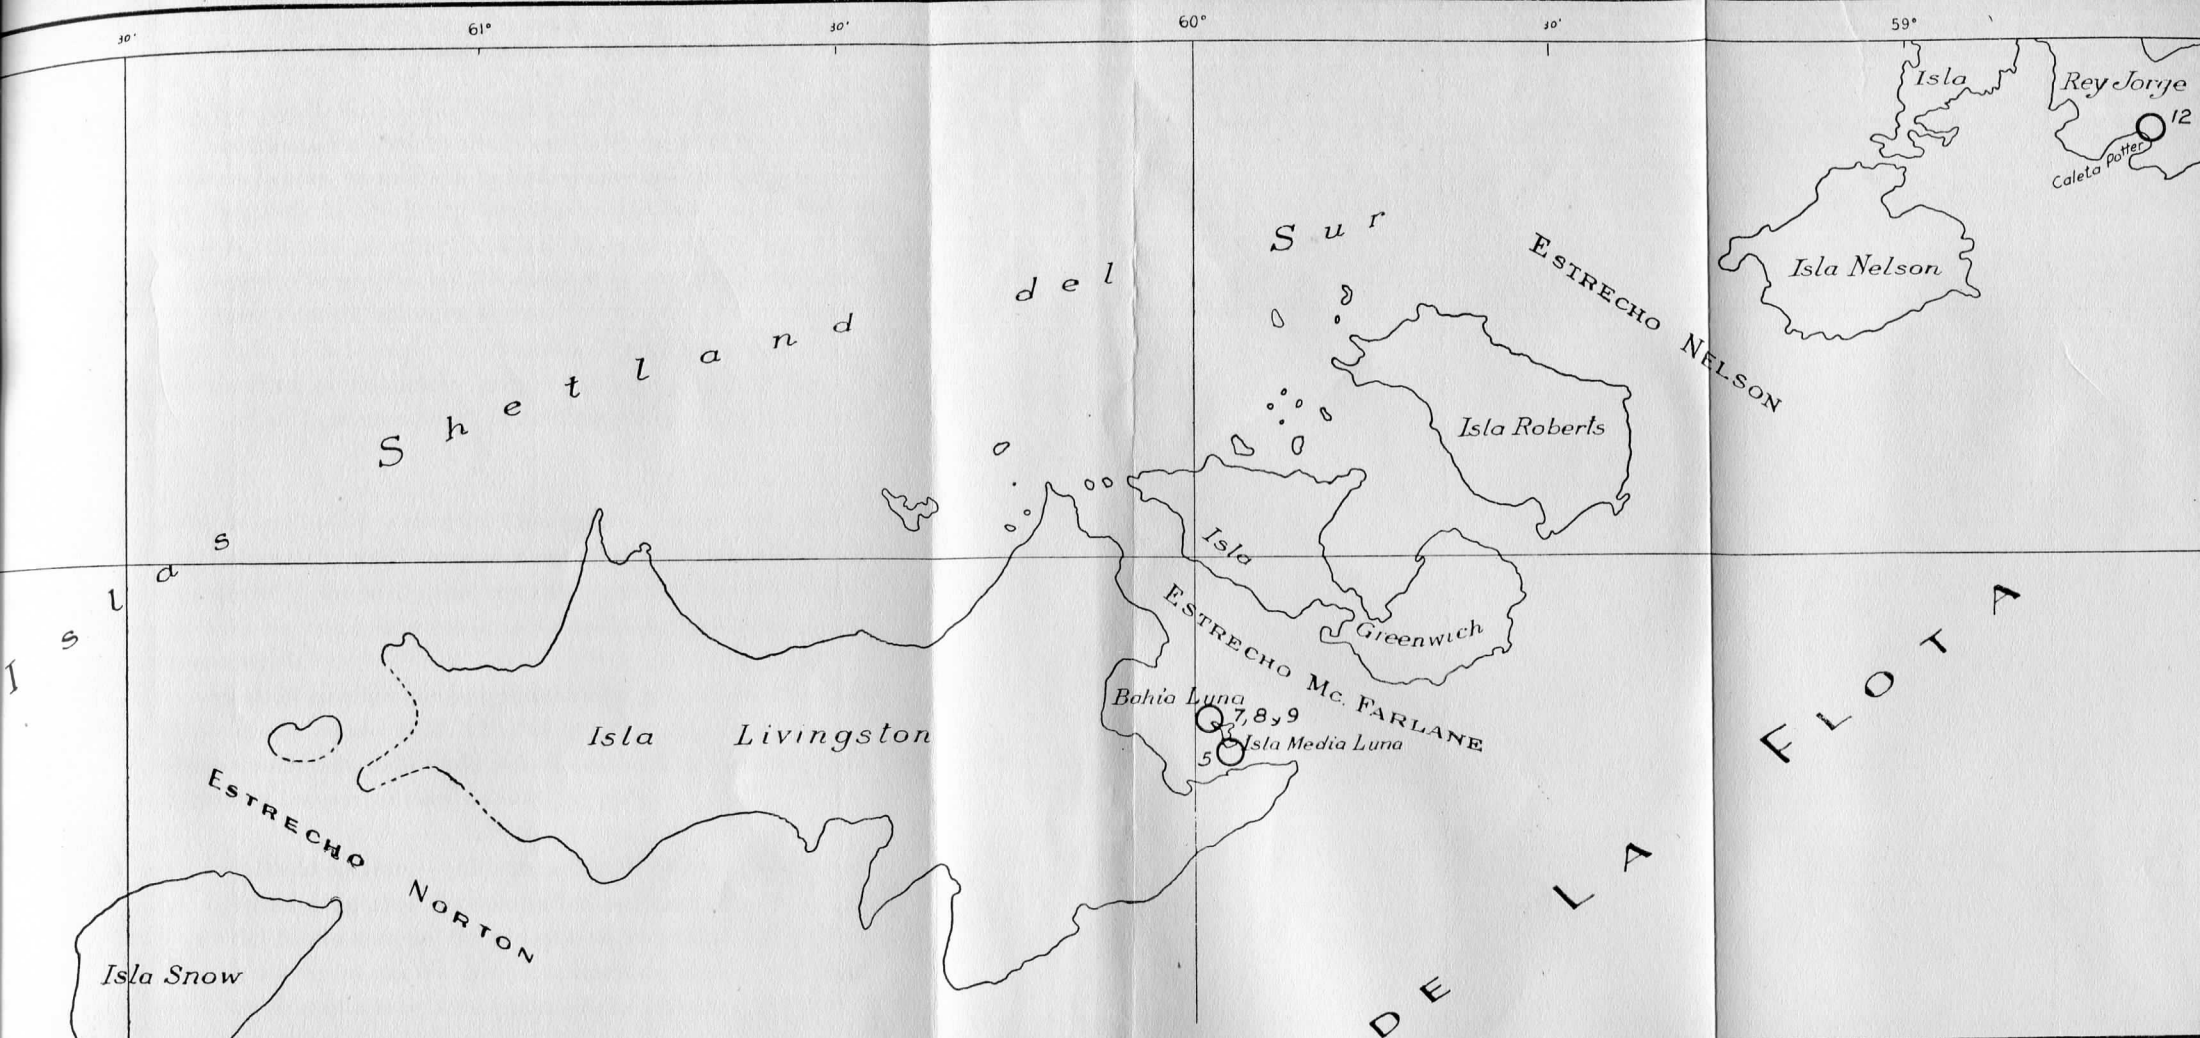 30'
61°
30'
60°
30'
59°
Isla
Rey Jorge
12
Caleta Potter
Islas Shetland del Sur
ESTRECHO NELSON
Isla Nelson
Isla Roberts
Isla
Greenwich
ESTRECHO Mc. FARLANE
Bahia Luna
7, 8 y 9
Isla Media Luna
5
Isla Livingston
ESTRECHO NORTON
Isla Snow
DE LA FLOTA